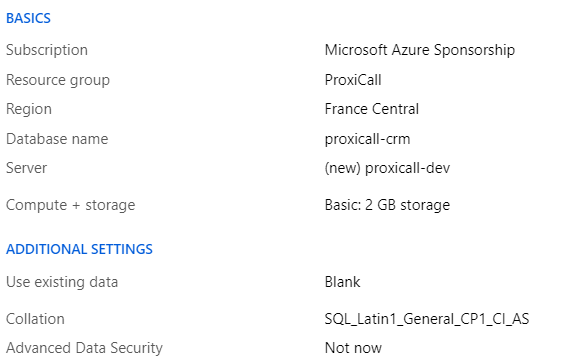 BASICS
Subscription Microsoft Azure Sponsorship
Resource group ProxiCall
Region France Central
Database name proxicall-crm
Server (new) proxicall-dev
Compute + storage Basic: 2 GB storage
ADDITIONAL SETTINGS
Use existing data Blank
Collation SQL_Latin1_General_CP1_CI_AS
Advanced Data Security Not now